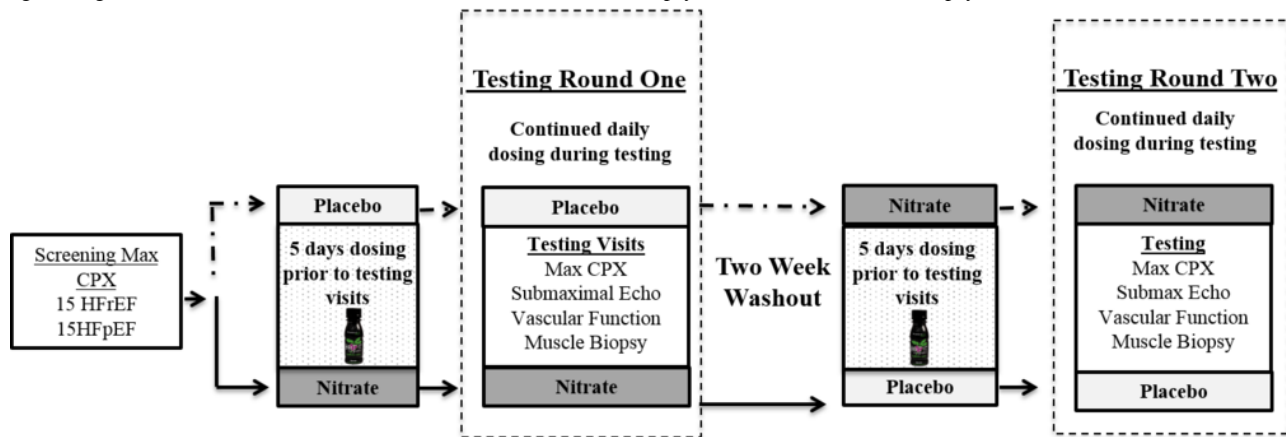 Screening Max
CPX
15 HFrEF
15HFpEF
Placebo
5 days dosing
prior to testing
visits
Nitrate
Testing Round One
Continued daily
dosing during testing
Placebo
Testing Visits
Max CPX
Submaximal Echo
Vascular Function
Muscle Biopsy
Nitrate
Two Week
Washout
Nitrate
5 days dosing
prior to testing
visits
Placebo
Testing Round Two
Continued daily
dosing during testing
Nitrate
Testing
Max CPX
Submax Echo
Vascular Function
Muscle Biopsy
Placebo